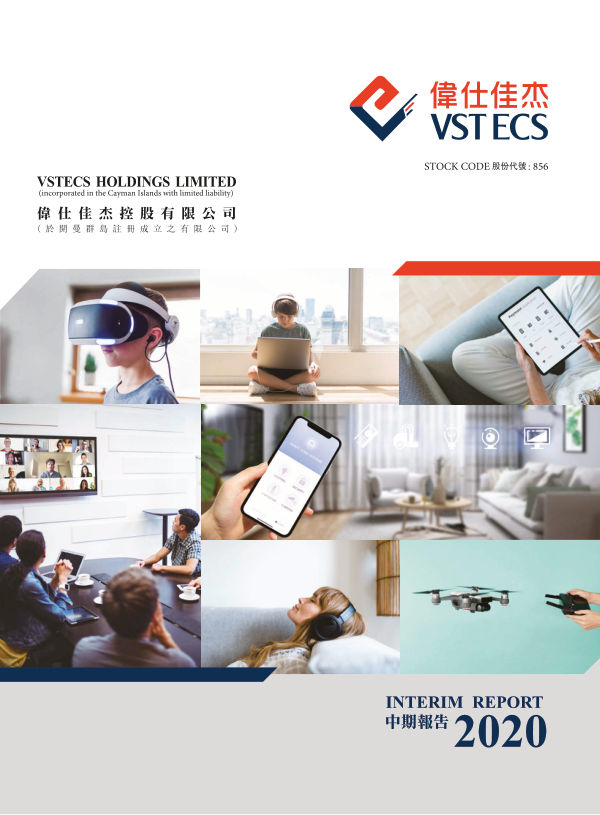 偉仕佳杰
VSTECS
STOCK CODE 股份代號 : 856
VSTECS HOLDINGS LIMITED
(incorporated in the Cayman Islands with limited liability)
偉仕佳杰控股有限公司
(於開曼群島註冊成立之有限公司)
INTERIM REPORT
中期報告 2020